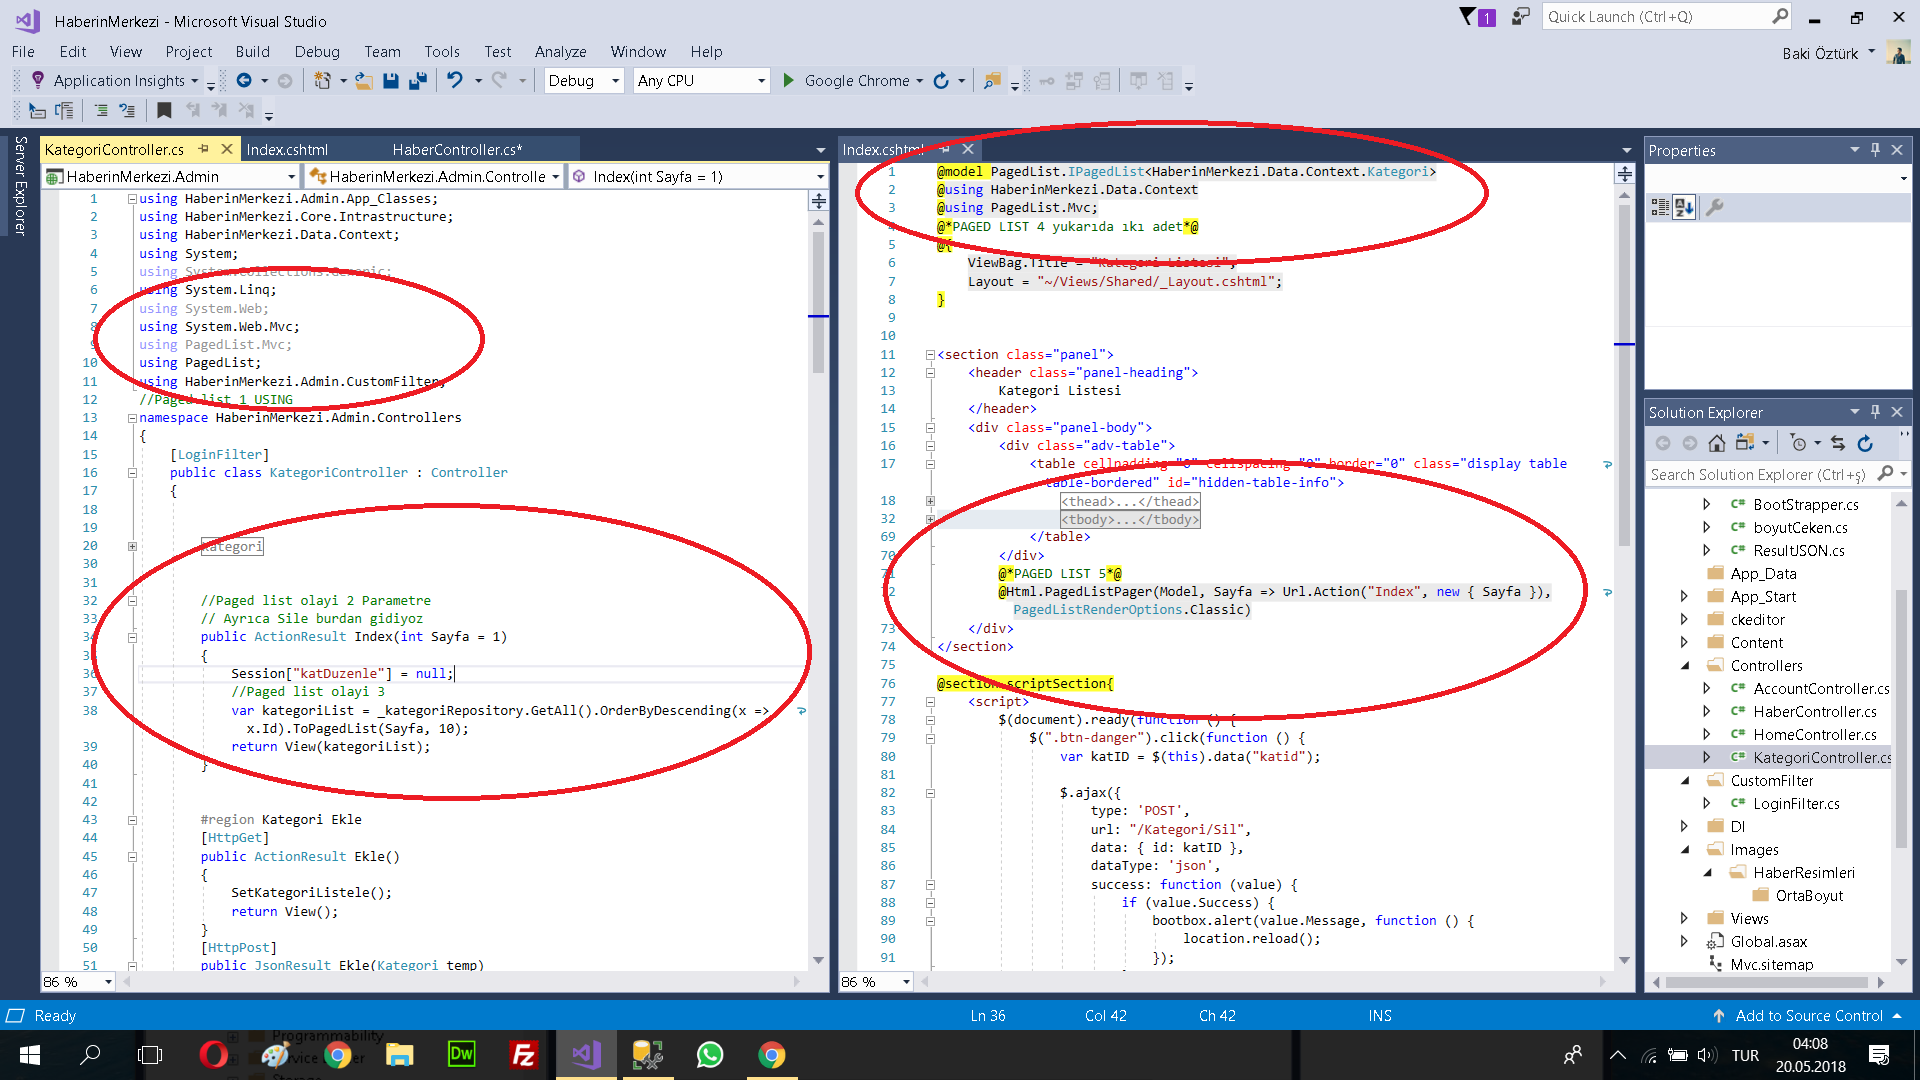 HaberinMerkezi - Microsoft Visual Studio
1
Quick Launch (Ctrl+Q)
File Edit View Project Build Debug Team Tools Test Analyze Window Help
Baki Öztürk
Application Insights
Debug
Any CPU
Google Chrome
Server Explorer
KategoriController.cs
Index.cshtml
HaberController.cs*
HaberinMerkezi.Admin
HaberinMerkezi.Admin.Controlle
Index(int Sayfa = 1)
1 using HaberinMerkezi.Admin.App_Classes;
2 using HaberinMerkezi.Core.Intrastructure;
3 using HaberinMerkezi.Data.Context;
4 using System;
5 using System.Collections.Generic;
6 using System.Linq;
7 using System.Web;
8 using System.Web.Mvc;
9 using PagedList.Mvc;
10 using PagedList;
11 using HaberinMerkezi.Admin.CustomFilter;
12 //Paged list 1 USING
13 namespace HaberinMerkezi.Admin.Controllers
14 {
15 [LoginFilter]
16 public class KategoriController : Controller
17 {
18
19
20 kategori
30
31
32 //Paged list olayi 2 Parametre
33 // Ayrıca Sile burdan gidiyoz
34 public ActionResult Index(int Sayfa = 1)
35 {
36 Session["katDuzenle"] = null;
37 //Paged list olayi 3
38 var kategoriList = _kategoriRepository.GetAll().OrderByDescending(x =>
x.Id).ToPagedList(Sayfa, 10);
39 return View(kategoriList);
40 }
41
42
43 #region Kategori Ekle
44 [HttpGet]
45 public ActionResult Ekle()
46 {
47 SetKategoriListele();
48 return View();
49 }
50 [HttpPost]
51 public JsonResult Ekle(Kategori temp)
86 %
Index.cshtml
1 @model PagedList.IPagedList<HaberinMerkezi.Data.Context.Kategori>
2 @using HaberinMerkezi.Data.Context
3 @using PagedList.Mvc;
4 @*PAGED LIST 4 yukarıda ıkı adet*@
5 @{
6 ViewBag.Title = "Kategori Listesi";
7 Layout = "~/Views/Shared/_Layout.cshtml";
8 }
9
10
11 <section class="panel">
12 <header class="panel-heading">
13 Kategori Listesi
14 </header>
15 <div class="panel-body">
16 <div class="adv-table">
17 <table cellpadding="0" cellspacing="0" border="0" class="display table
table-bordered" id="hidden-table-info">
18 <thead>...</thead>
32 <tbody>...</tbody>
69 </table>
70 </div>
71 @*PAGED LIST 5*@
72 @Html.PagedListPager(Model, Sayfa => Url.Action("Index", new { Sayfa }),
PagedListRenderOptions.Classic)
73 </div>
74 </section>
75
76 @section scriptSection{
77 <script>
78 $(document).ready(function () {
79 $(".btn-danger").click(function () {
80 var katID = $(this).data("katid");
81
82 $.ajax({
83 type: 'POST',
84 url: "/Kategori/Sil",
85 data: { id: katID },
86 dataType: 'json',
87 success: function (value) {
88 if (value.Success) {
89 bootbox.alert(value.Message, function () {
90 location.reload();
91 });
86 %
Properties
Solution Explorer
Search Solution Explorer (Ctrl+ş)
C# BootStrapper.cs
C# boyutCeken.cs
C# ResultJSON.cs
App_Data
App_Start
ckeditor
Content
Controllers
C# AccountController.cs
C# HaberController.cs
C# HomeController.cs
C# KategoriController.cs
CustomFilter
C# LoginFilter.cs
DI
Images
HaberResimleri
OrtaBoyut
Views
Global.asax
Mvc.sitemap
Ready
Ln 36
Col 42
Ch 42
INS
Add to Source Control
Programmability
Dw
Fz
TUR
04:08
20.05.2018